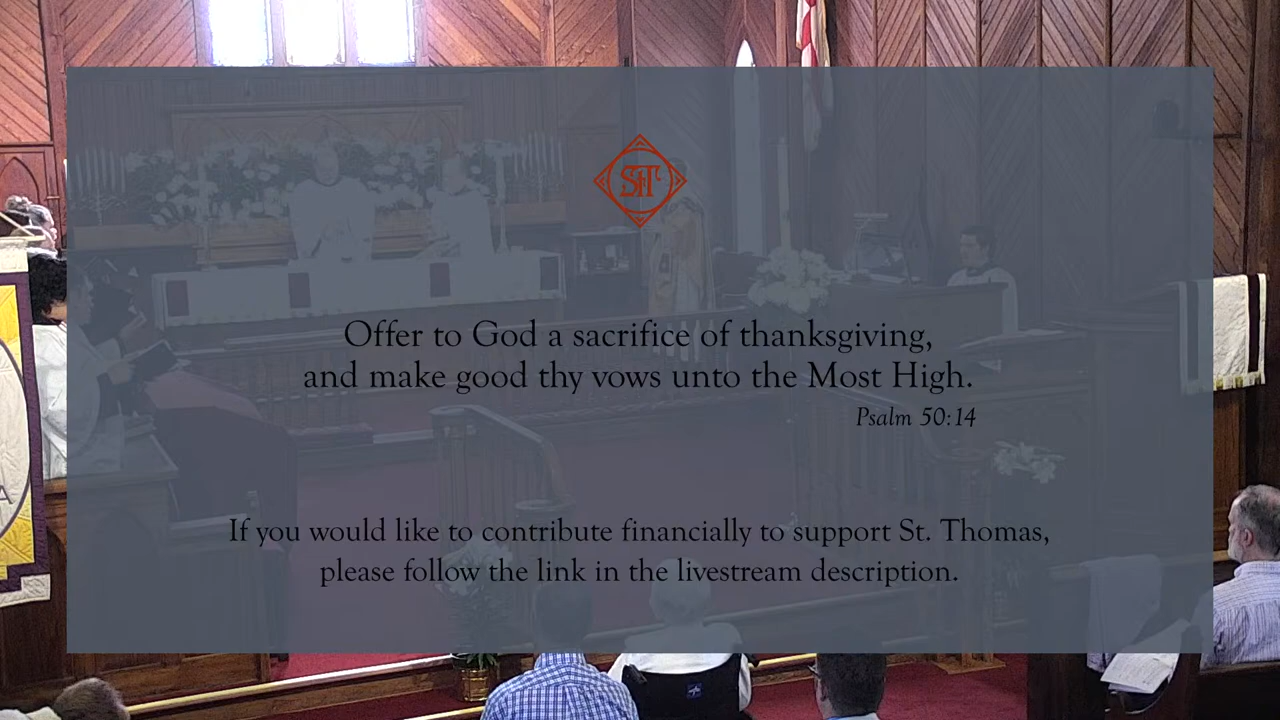 ST
Offer to God a sacrifice of thanksgiving,
and make good thy vows unto the Most High.
Psalm 50:14
If you would like to contribute financially to support St. Thomas,
please follow the link in the livestream description.